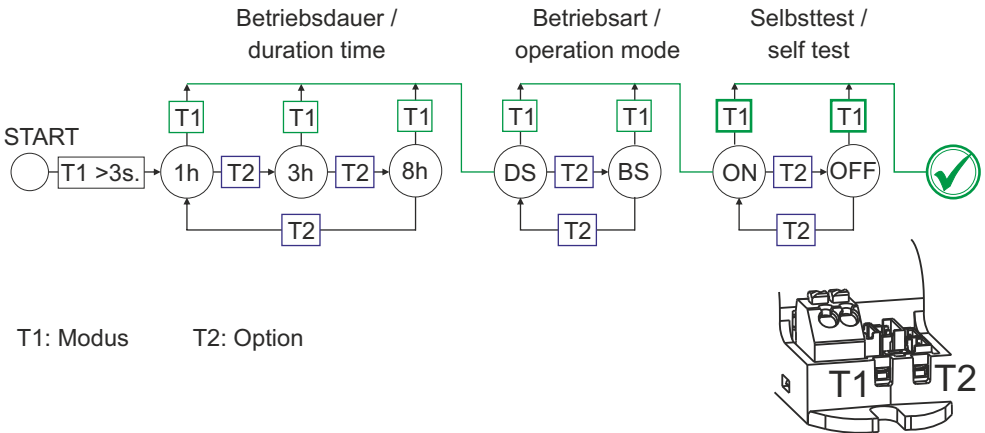 Betriebsdauer /
duration time
Betriebsart /
operation mode
Selbsttest /
self test
T1 T1 T1 T1 T1 T1 T1
START
T1 >3s. 1h T2 3h T2 8h DS T2 BS ON T2 OFF
T2 T2 T2
T1: Modus T2: Option
T1 T2